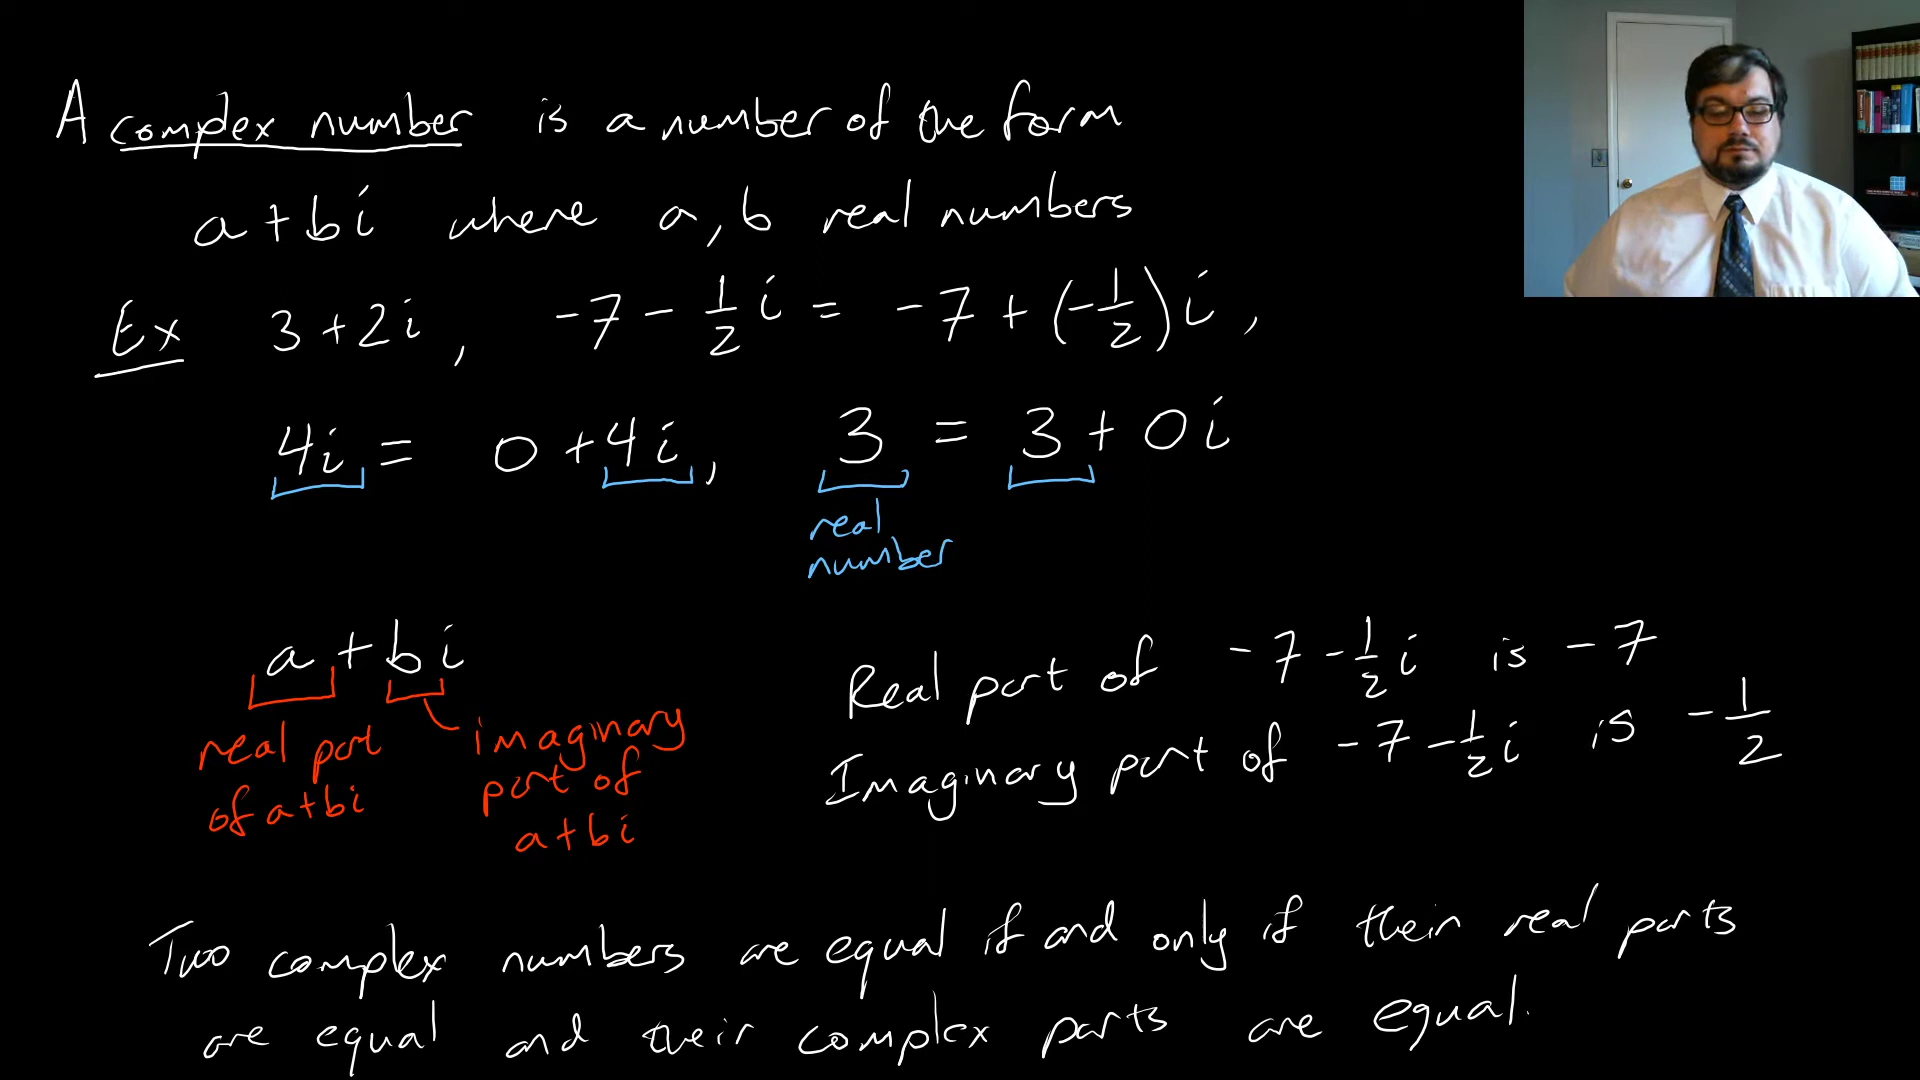 A complex number is a number of the form
a + bi where a, b real numbers
Ex 3 + 2i, -7 - 1/2 i = -7 + (-1/2) i,
4i = 0 + 4i, 3 = 3 + 0i
real
number
a + bi
real part
of a + bi
imaginary
part of
a + bi
Real part of -7 - 1/2 i is -7
Imaginary part of -7 - 1/2 i is -1/2
Two complex numbers are equal if and only if their real parts
are equal and their complex parts are equal.